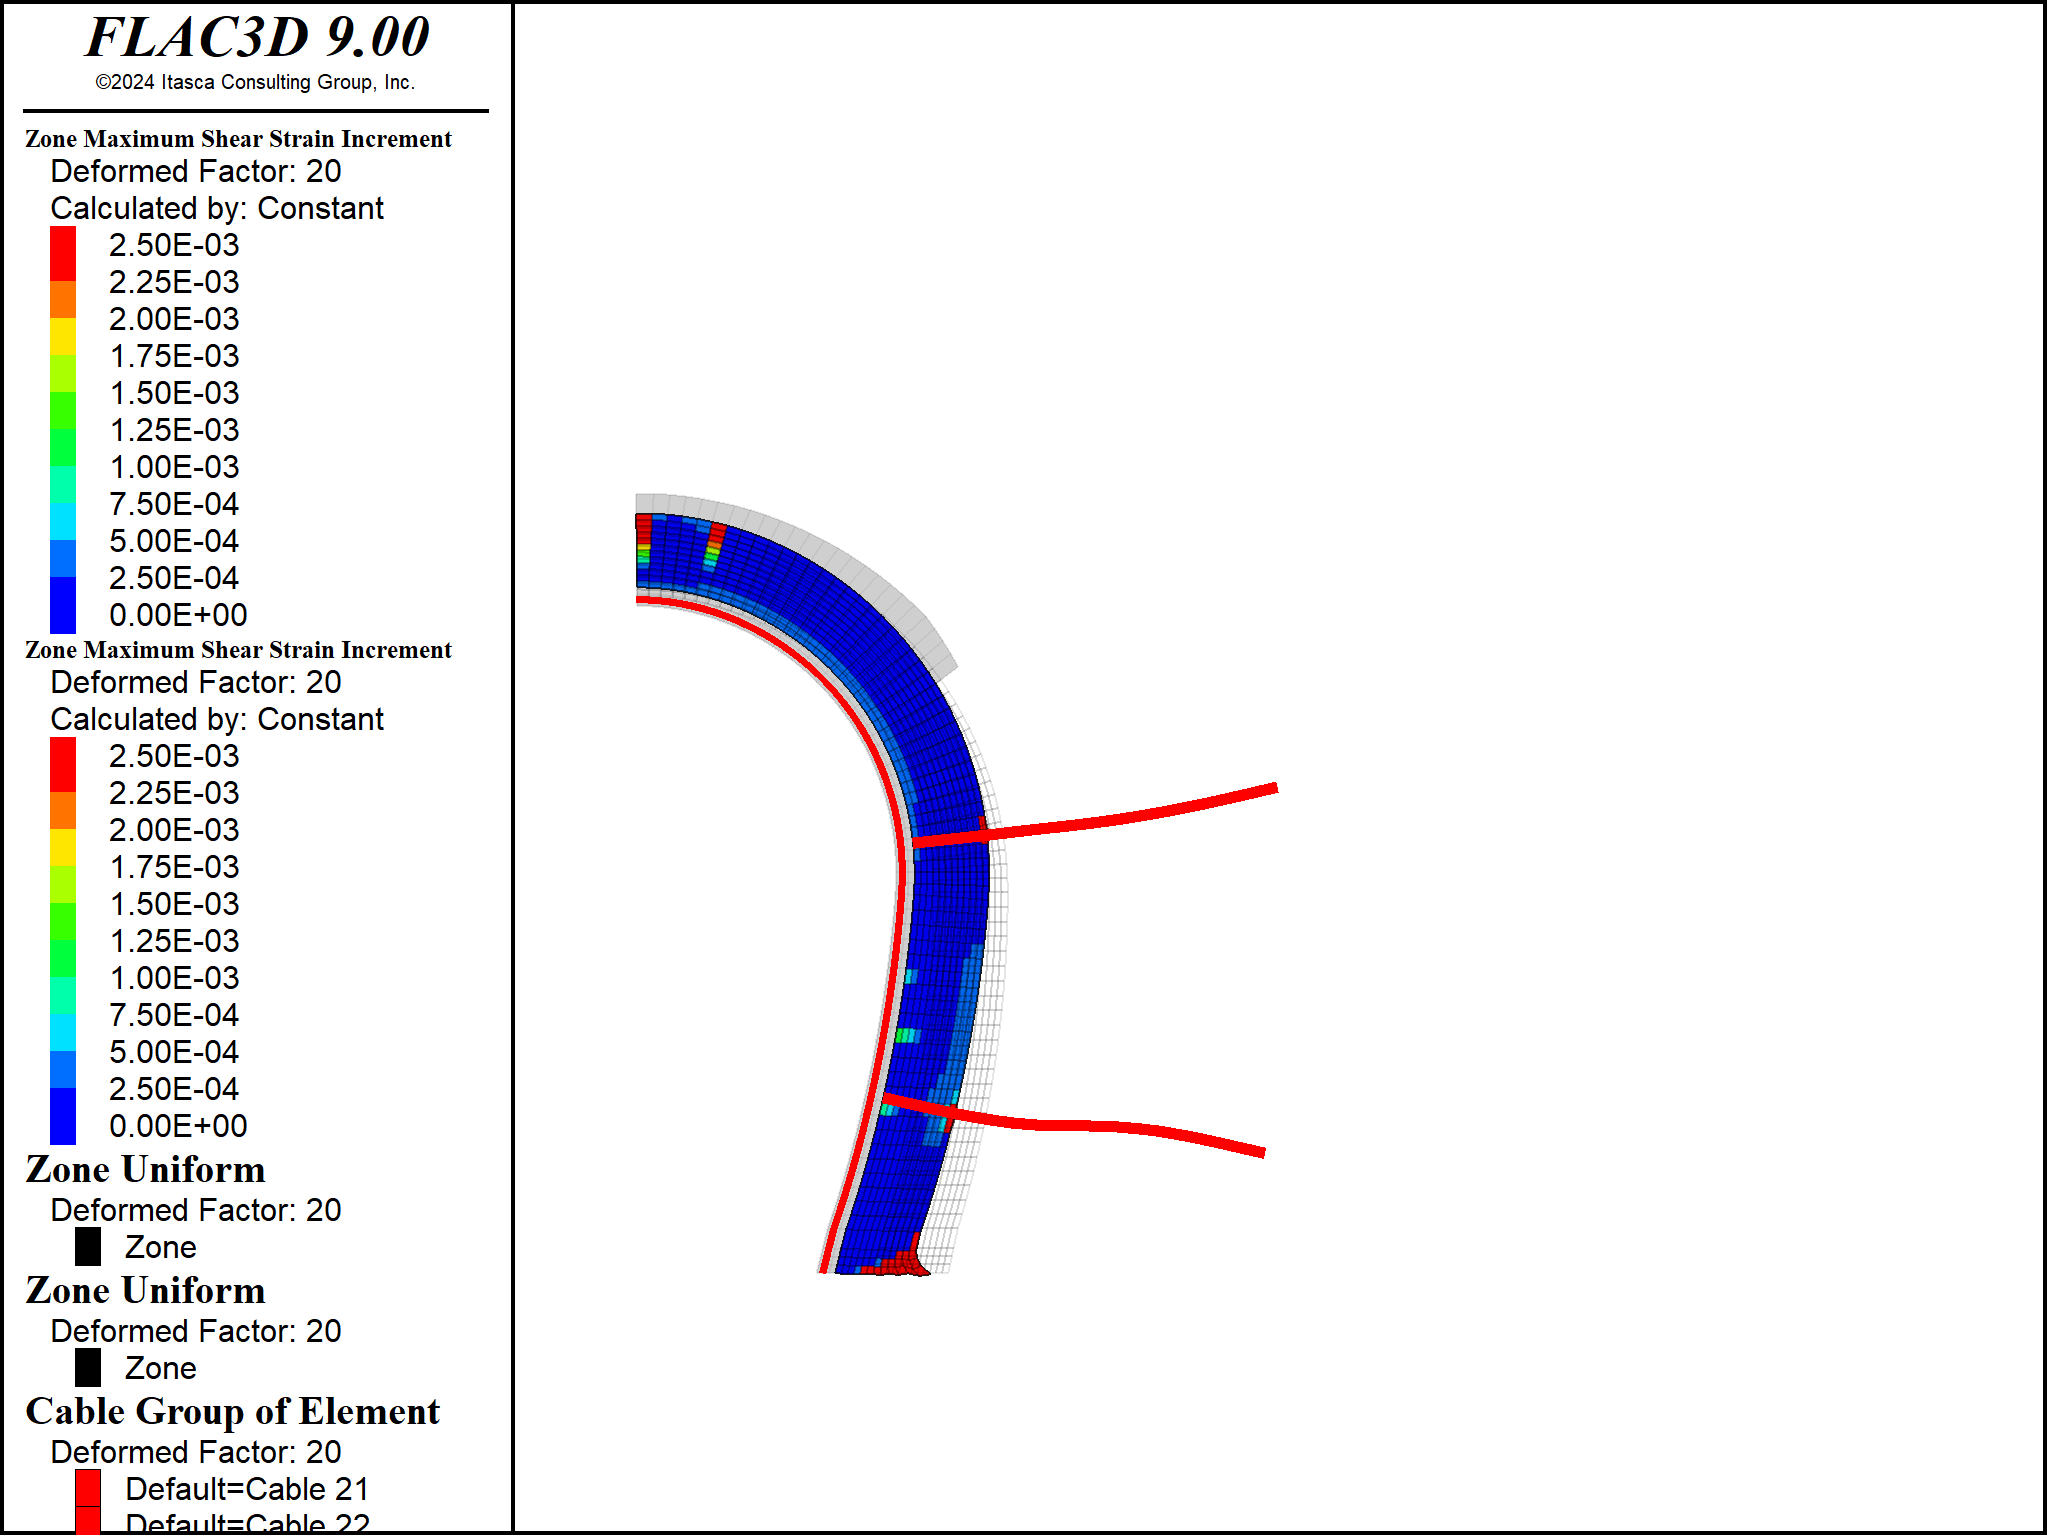 FLAC3D 9.00
©2024 Itasca Consulting Group, Inc.
Zone Maximum Shear Strain Increment
Deformed Factor: 20
Calculated by: Constant
2.50E-03
2.25E-03
2.00E-03
1.75E-03
1.50E-03
1.25E-03
1.00E-03
7.50E-04
5.00E-04
2.50E-04
0.00E+00
Zone Maximum Shear Strain Increment
Deformed Factor: 20
Calculated by: Constant
2.50E-03
2.25E-03
2.00E-03
1.75E-03
1.50E-03
1.25E-03
1.00E-03
7.50E-04
5.00E-04
2.50E-04
0.00E+00
Zone Uniform
Deformed Factor: 20
Zone
Zone Uniform
Deformed Factor: 20
Zone
Cable Group of Element
Deformed Factor: 20
Default=Cable 21
Default=Cable 22